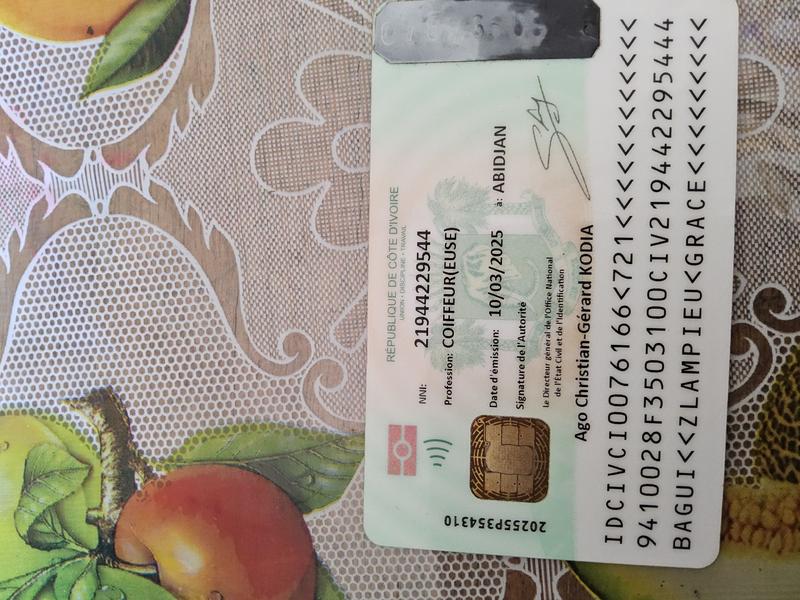 RÉPUBLIQUE DE CÔTE D'IVOIRE
UNION - DISCIPLINE - TRAVAIL
NNI: 21944229544
Profession: COIFFEUR(EUSE)
Date d'émission: 10/03/2025 à: ABIDJAN
Signature de l'Autorité
Le Directeur général de l'Office National
de l'État Civil et de l'Identification
Ago Christian-Gérard KODIA
20255P354310
IDCIVCI0076166<721<<<<<<<<<<<<
9410028F3503100CIV21944229544
BAGUI<<ZLAMPIEU<GRACE<<<<<<<<<